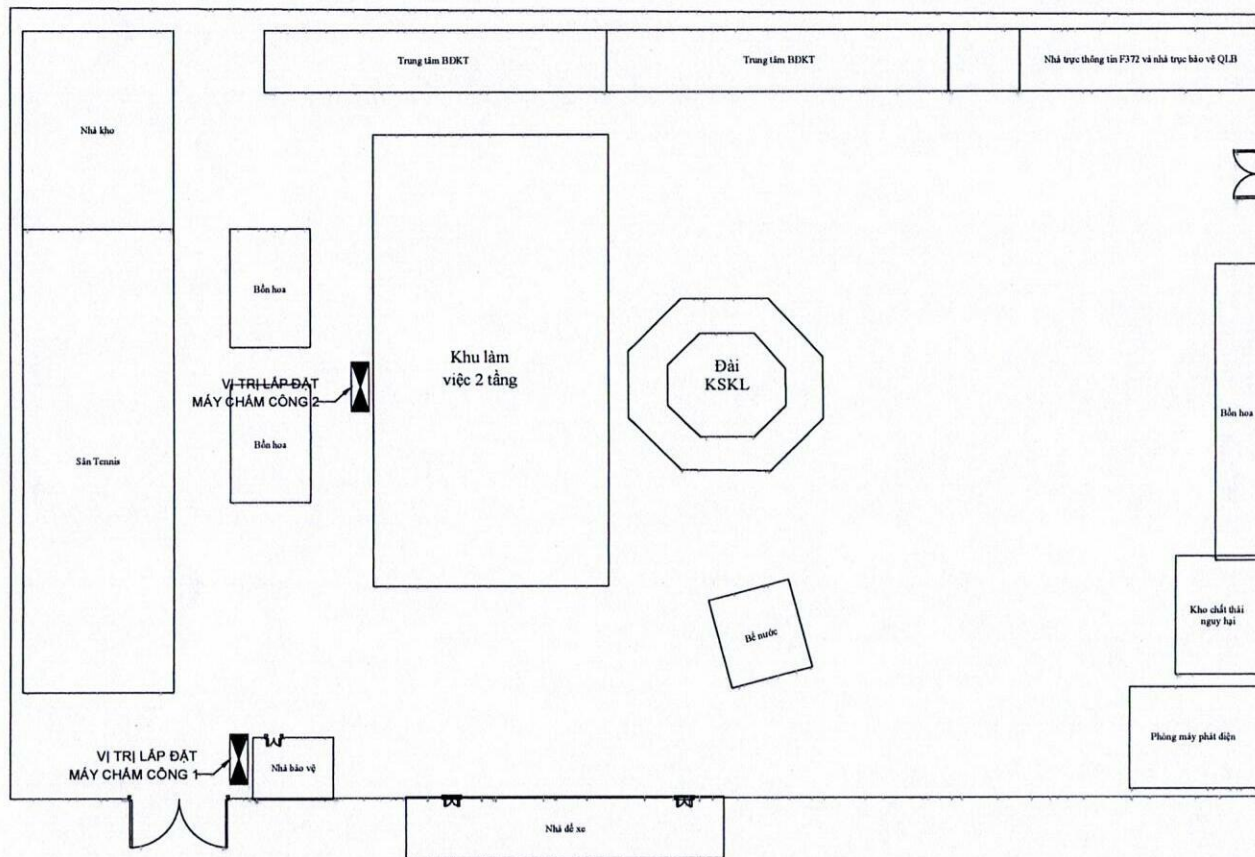 Trung tâm BĐKT
Trung tâm BĐKT
Nhà trực thông tin F372 và nhà trực bảo vệ QLB
Nhà kho
Bồn hoa
Khu làm
việc 2 tầng
Đài
KSKL
VỊ TRÍ LẮP ĐẶT
MÁY CHẤM CÔNG 2
Bồn hoa
Bồn hoa
Sân Tennis
Kho chất thải
nguy hại
Bể nước
Phòng máy phát điện
VỊ TRÍ LẮP ĐẶT
MÁY CHẤM CÔNG 1
Nhà bảo vệ
Nhà để xe